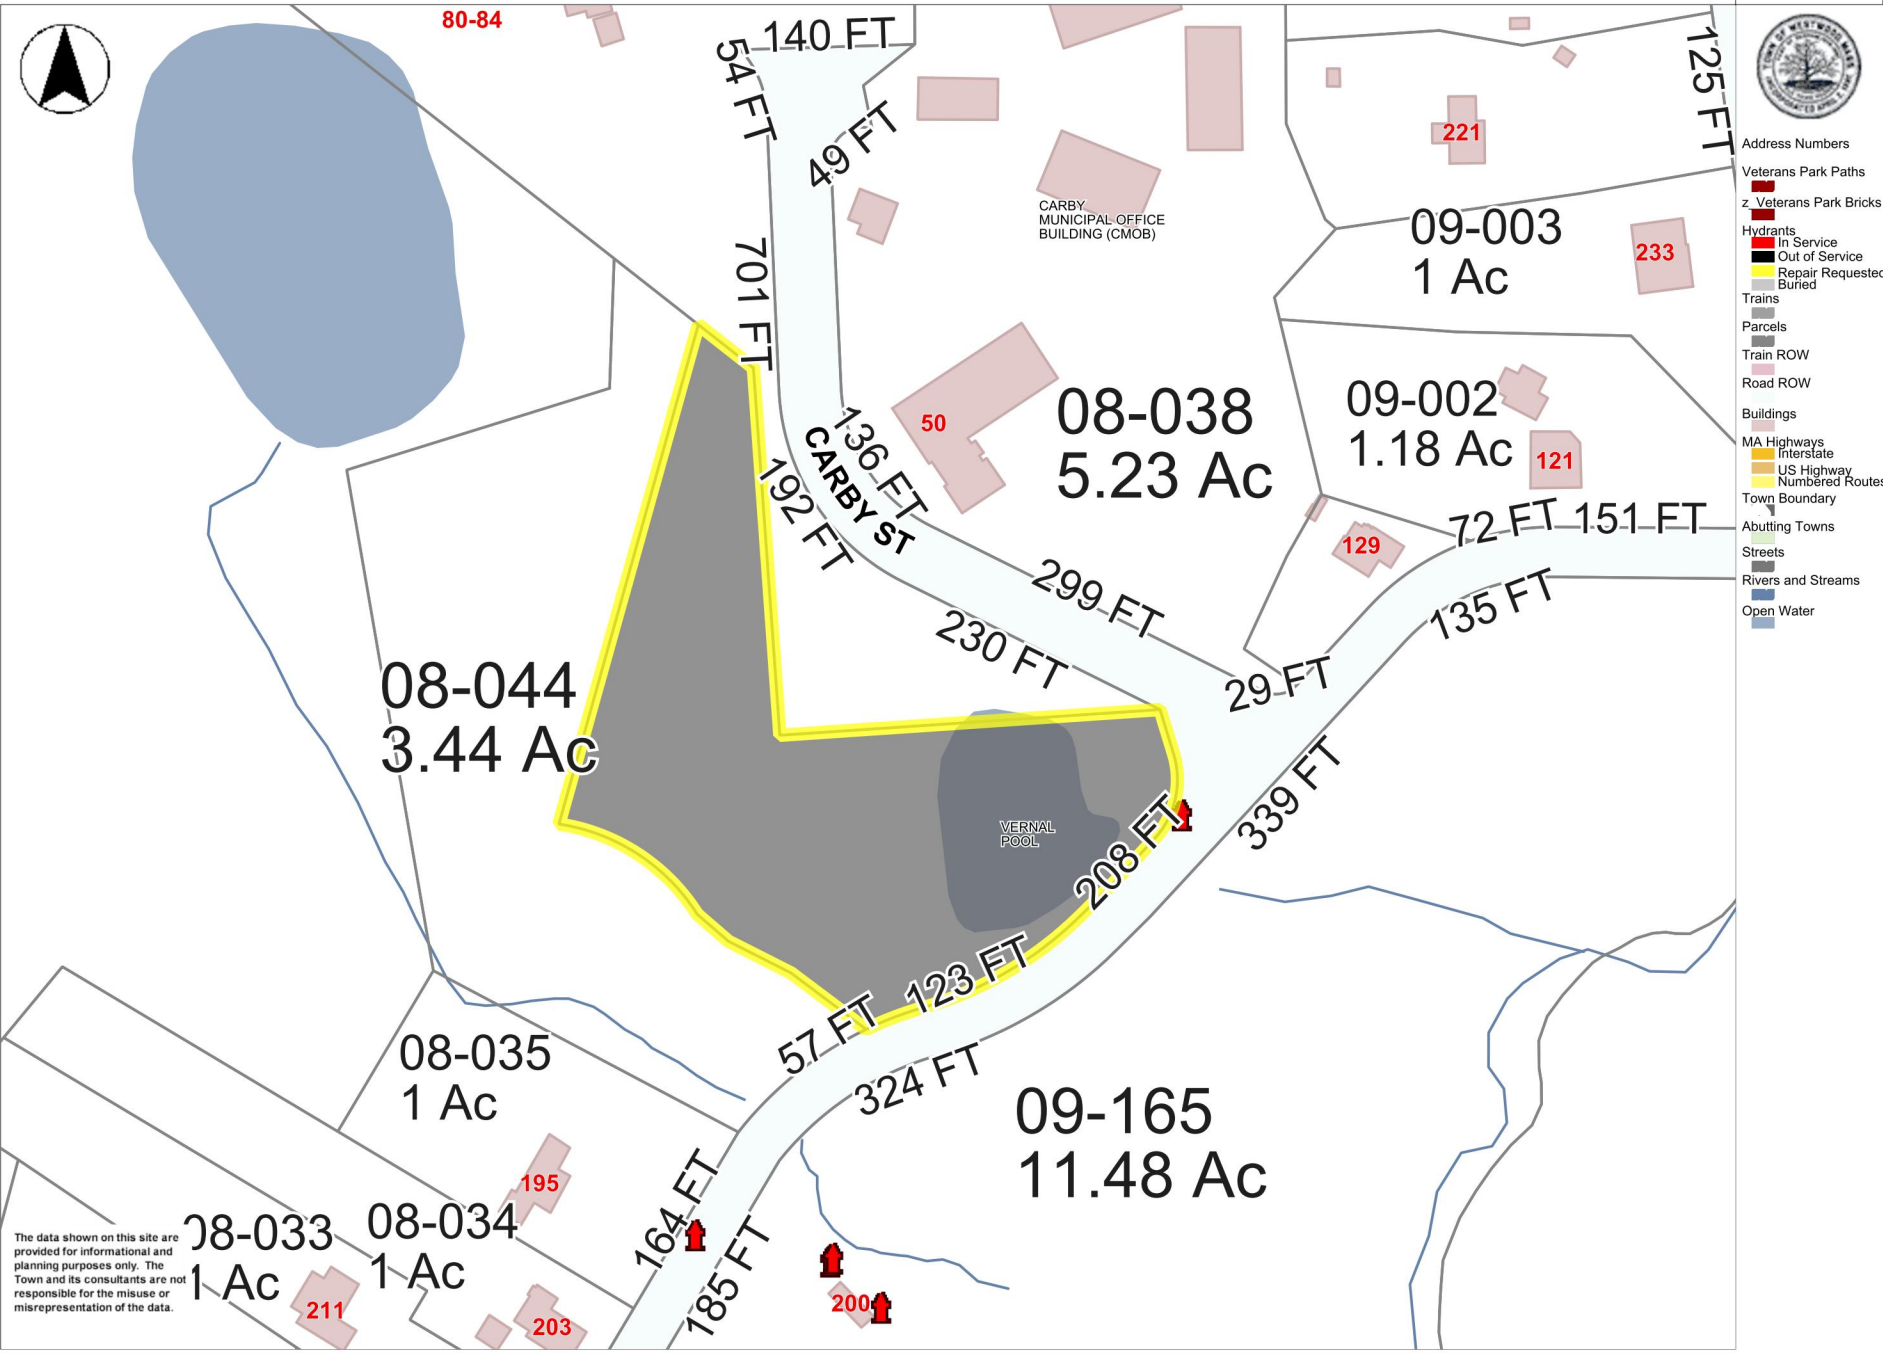 80-84
140 FT
54 FT
49 FT
125 FT
TOWN OF WESTWOOD, MASS.
INCORPORATED APRIL 2, 1897
221
CARBY
MUNICIPAL OFFICE
BUILDING (CMOB)
09-003
1 Ac
233
701 FT
50
08-038
5.23 Ac
09-002
1.18 Ac
121
136 FT
CARBY ST
192 FT
129
72 FT
151 FT
135 FT
299 FT
230 FT
29 FT
08-044
3.44 Ac
339 FT
VERNAL
POOL
208 FT
123 FT
57 FT
324 FT
08-035
1 Ac
09-165
11.48 Ac
195
164 FT
185 FT
08-033
1 Ac
08-034
1 Ac
211
203
200
The data shown on this site are
provided for informational and
planning purposes only. The
Town and its consultants are not
responsible for the misuse or
misrepresentation of the data.
Address Numbers
Veterans Park Paths
z_Veterans Park Bricks
Hydrants
In Service
Out of Service
Repair Requested
Buried
Trains
Parcels
Train ROW
Road ROW
Buildings
MA Highways
Interstate
US Highway
Numbered Routes
Town Boundary
Abutting Towns
Streets
Rivers and Streams
Open Water